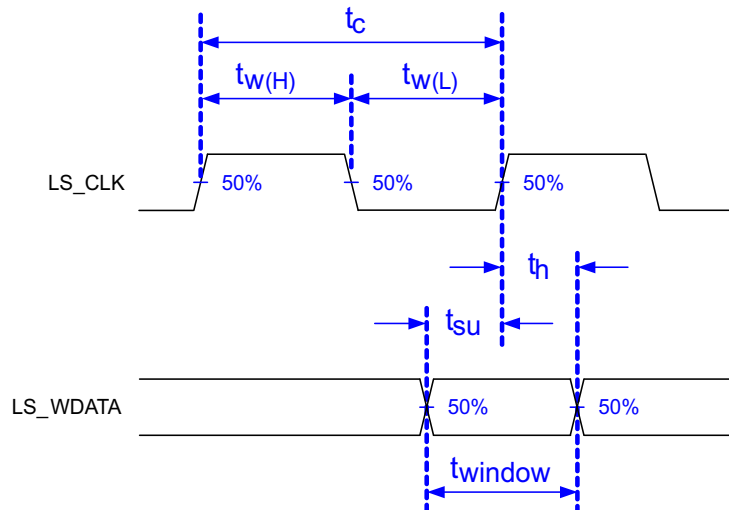 tc
tw(H) tw(L)
LS_CLK 50% 50% 50%
th
tsu
LS_WDATA 50% 50%
twindow